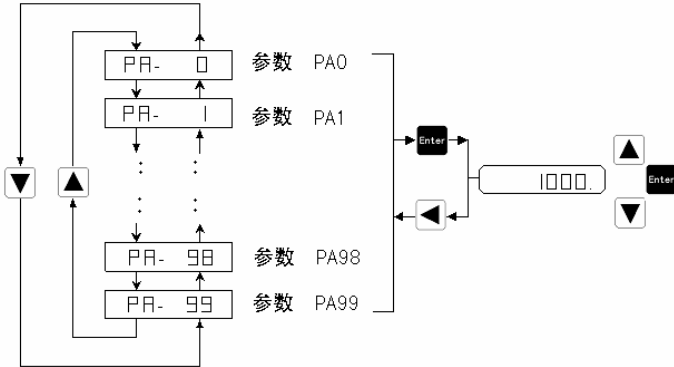 PA- 0 参数 PA0
PA- 1 参数 PA1
Enter
1000.
Enter
PA- 98 参数 PA98
PA- 99 参数 PA99